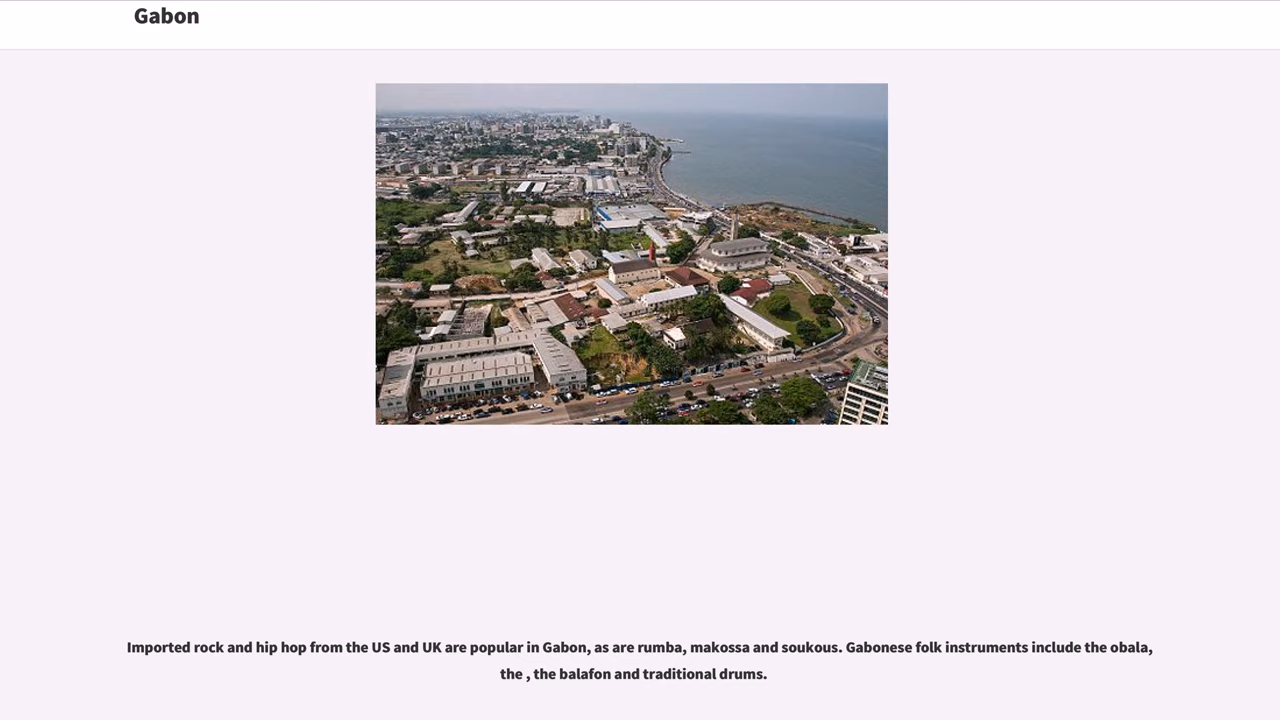 Gabon
Imported rock and hip hop from the US and UK are popular in Gabon, as are rumba, makossa and soukous. Gabonese folk instruments include the obala,
the , the balafon and traditional drums.